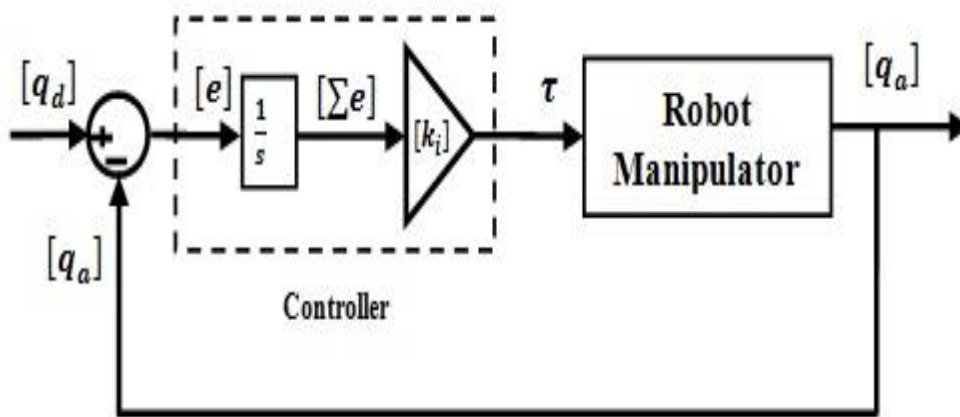 [q_d]
+
−
[q_a]
[e]
1
s
[∑e]
[k_i]
Controller
τ
Robot
Manipulator
[q_a]